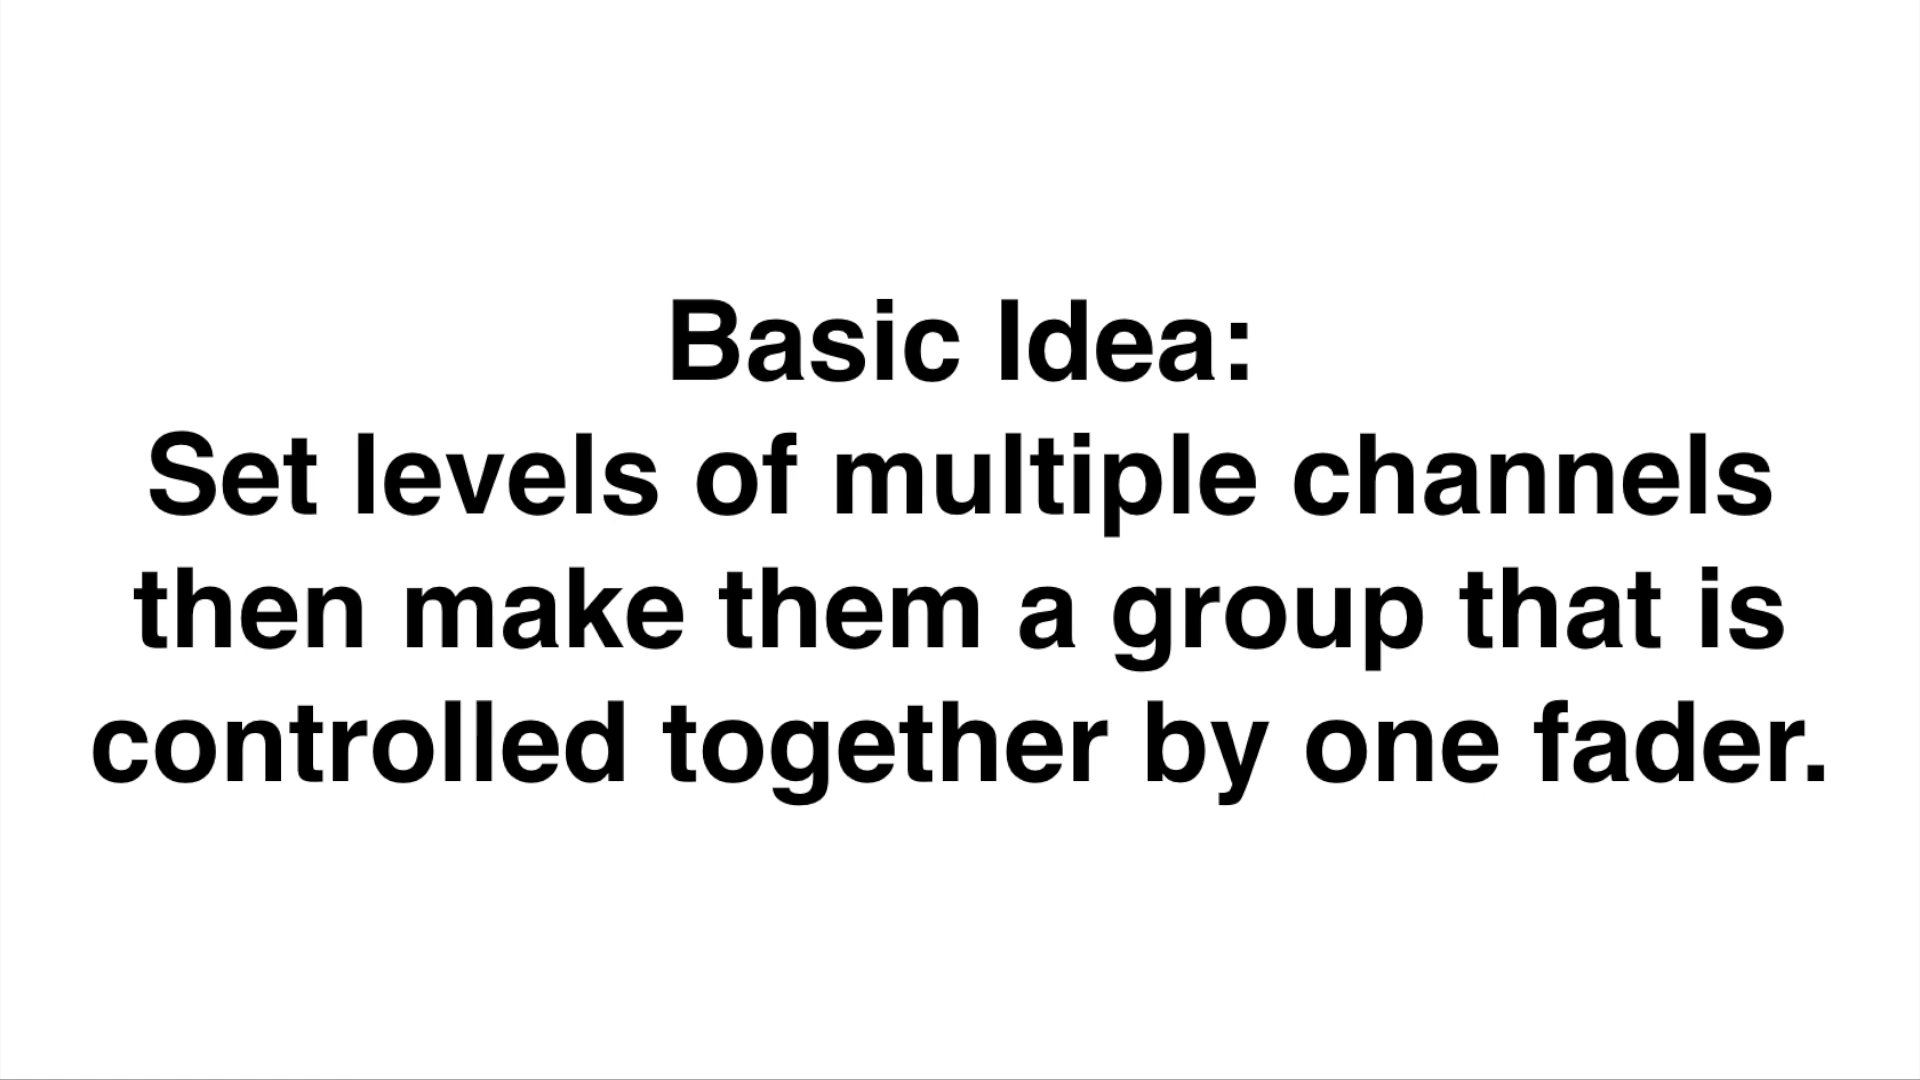 Basic Idea:
Set levels of multiple channels
then make them a group that is
controlled together by one fader.